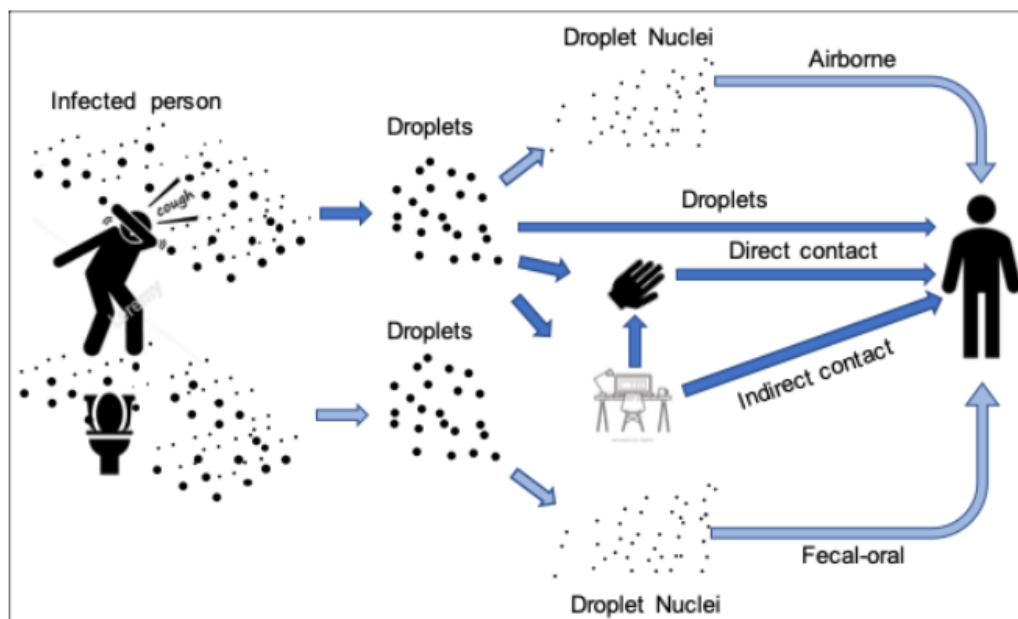 Droplet Nuclei
Airborne
Infected person
Droplets
cough
Droplets
Direct contact
Droplets
Indirect contact
Fecal-oral
Droplet Nuclei